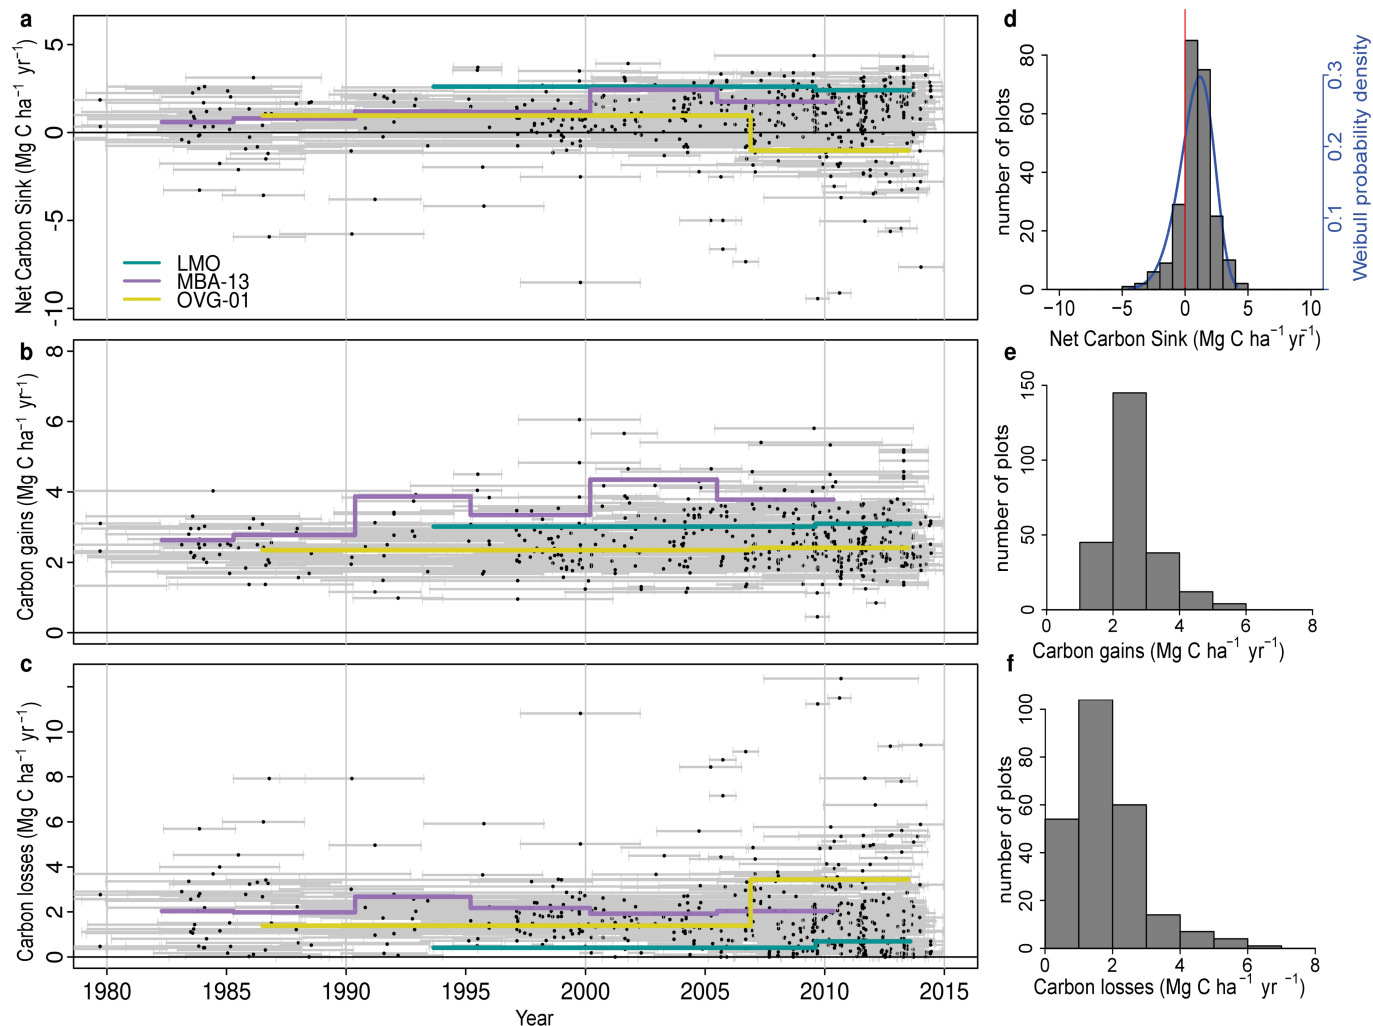 a
Net Carbon Sink (Mg C ha−1 yr−1)
5
0
-5
-10
LMO
MBA-13
OVG-01
b
Carbon gains (Mg C ha−1 yr−1)
8
6
4
2
0
c
Carbon losses (Mg C ha−1 yr−1)
10
8
6
4
2
0
1980 1985 1990 1995 2000 2005 2010 2015
Year
d
number of plots
80
60
40
20
0
Weibull probability density
0.3
0.2
0.1
−10 −5 0 5 10
Net Carbon Sink (Mg C ha−1 yr−1)
e
number of plots
150
100
50
0
0 2 4 6 8
Carbon gains (Mg C ha−1 yr−1)
f
number of plots
100
80
60
40
20
0
0 2 4 6 8
Carbon losses (Mg C ha−1 yr −1)